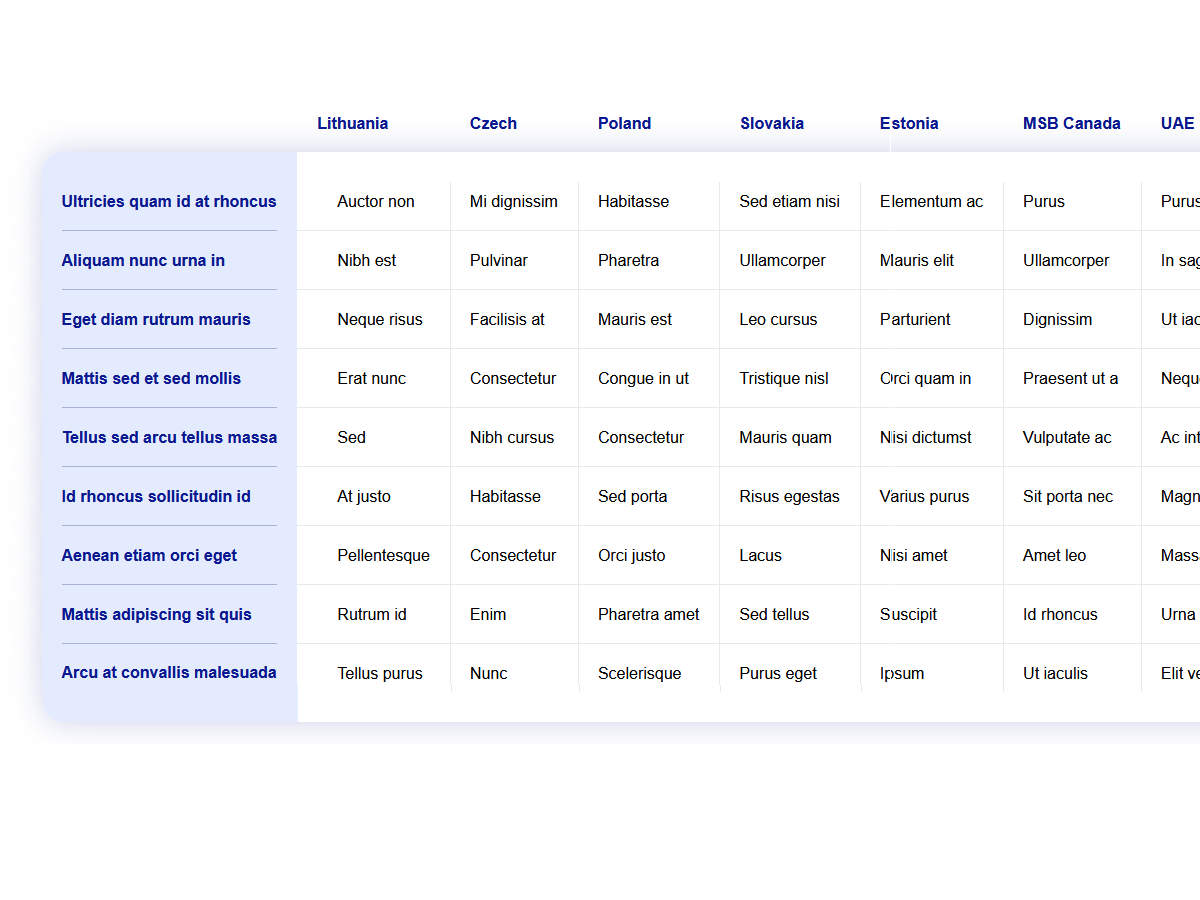 Lithuania Czech Poland Slovakia Estonia MSB Canada UAE
Ultricies quam id at rhoncus Auctor non Mi dignissim Habitasse Sed etiam nisi Elementum ac Purus Purus
Aliquam nunc urna in Nibh est Pulvinar Pharetra Ullamcorper Mauris elit Ullamcorper In
Eget diam rutrum mauris Neque risus Facilisis at Mauris est Leo cursus Parturient Dignissim Ut
Mattis sed et sed mollis Erat nunc Consectetur Congue in ut Tristique nisl Orci quam in Praesent ut a
Tellus sed arcu tellus massa Sed Nibh cursus Consectetur Mauris quam Nisi dictumst Vulputate ac Ac
Id rhoncus sollicitudin id At justo Habitasse Sed porta Risus egestas Varius purus Sit porta nec
Aenean etiam orci eget Pellentesque Consectetur Orci justo Lacus Nisi amet Amet leo
Mattis adipiscing sit quis Rutrum id Enim Pharetra amet Sed tellus Suscipit Id rhoncus Urna
Arcu at convallis malesuada Tellus purus Nunc Scelerisque Purus eget Ipsum Ut iaculis Elit